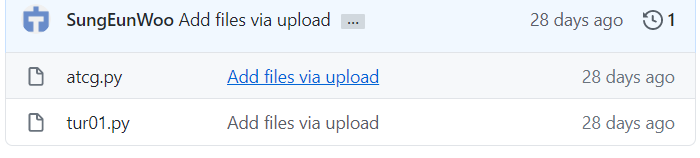 SungEunWoo Add files via upload ... 28 days ago 1
atcg.py Add files via upload 28 days ago
tur01.py Add files via upload 28 days ago